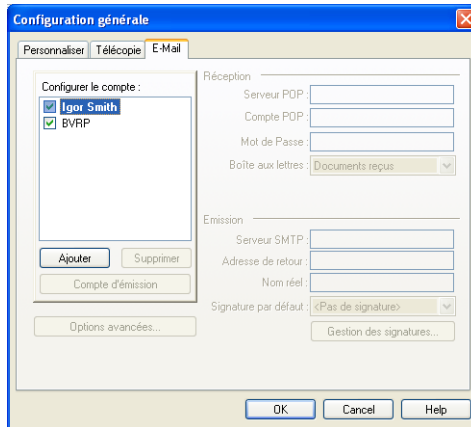 Configuration générale
Personnaliser Télécopie E-Mail
Configurer le compte :
Igor Smith
BVRP
Ajouter Supprimer
Compte d'émission
Options avancées...
Réception
Serveur POP :
Compte POP :
Mot de Passe :
Boîte aux lettres : Documents reçus
Emission
Serveur SMTP :
Adresse de retour :
Nom réel :
Signature par défaut : <Pas de signature>
Gestion des signatures...
OK Cancel Help